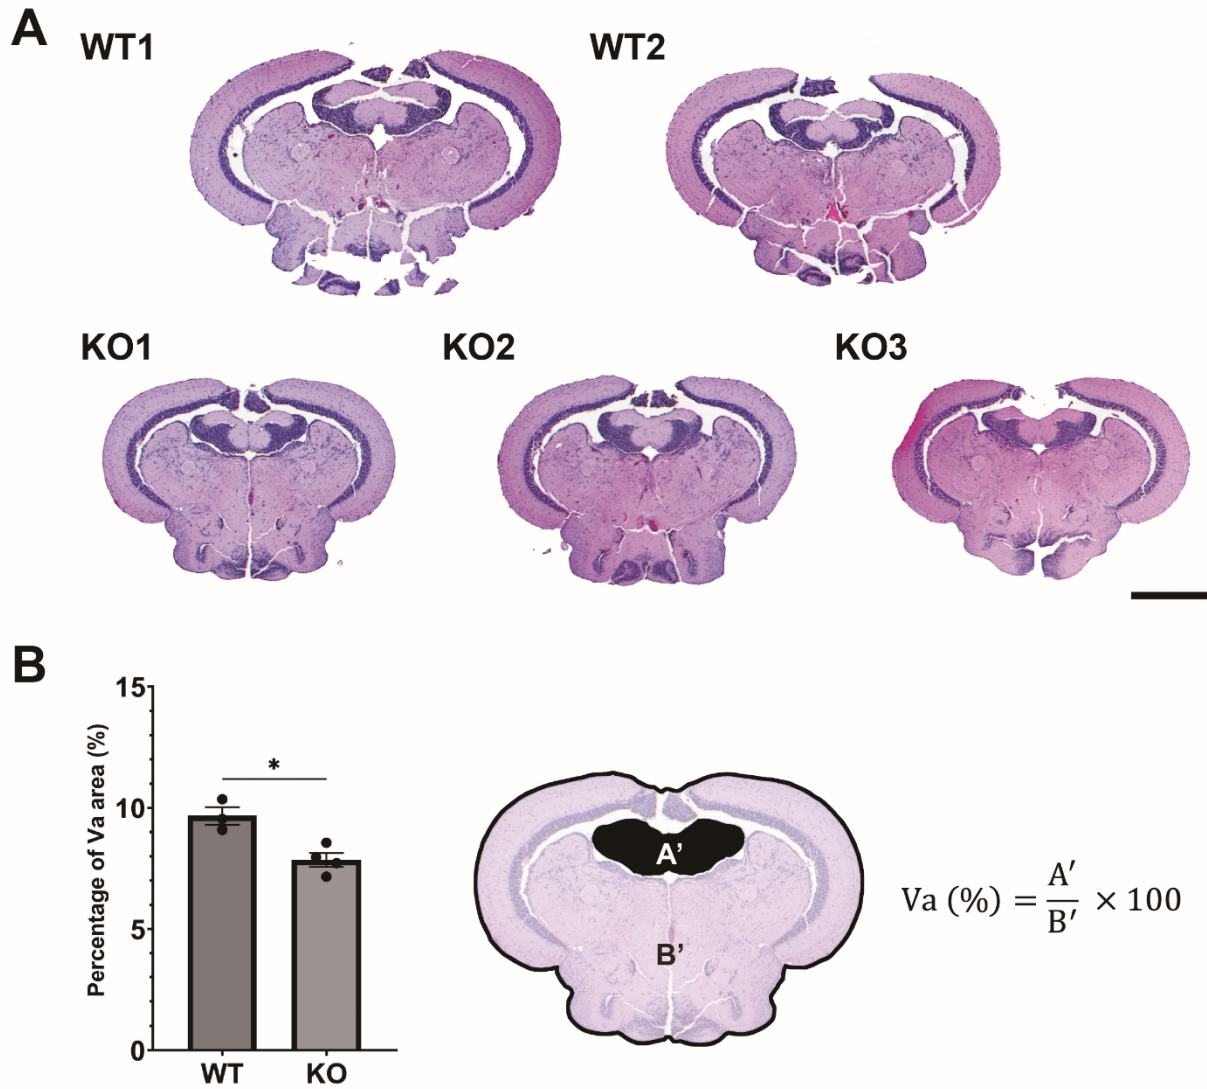 A
WT1
WT2
KO1
KO2
KO3
B
Percentage of Va area (%)
15
10
5
0
*
WT
KO
A’
B’
Va (%) = A′/B′ × 100